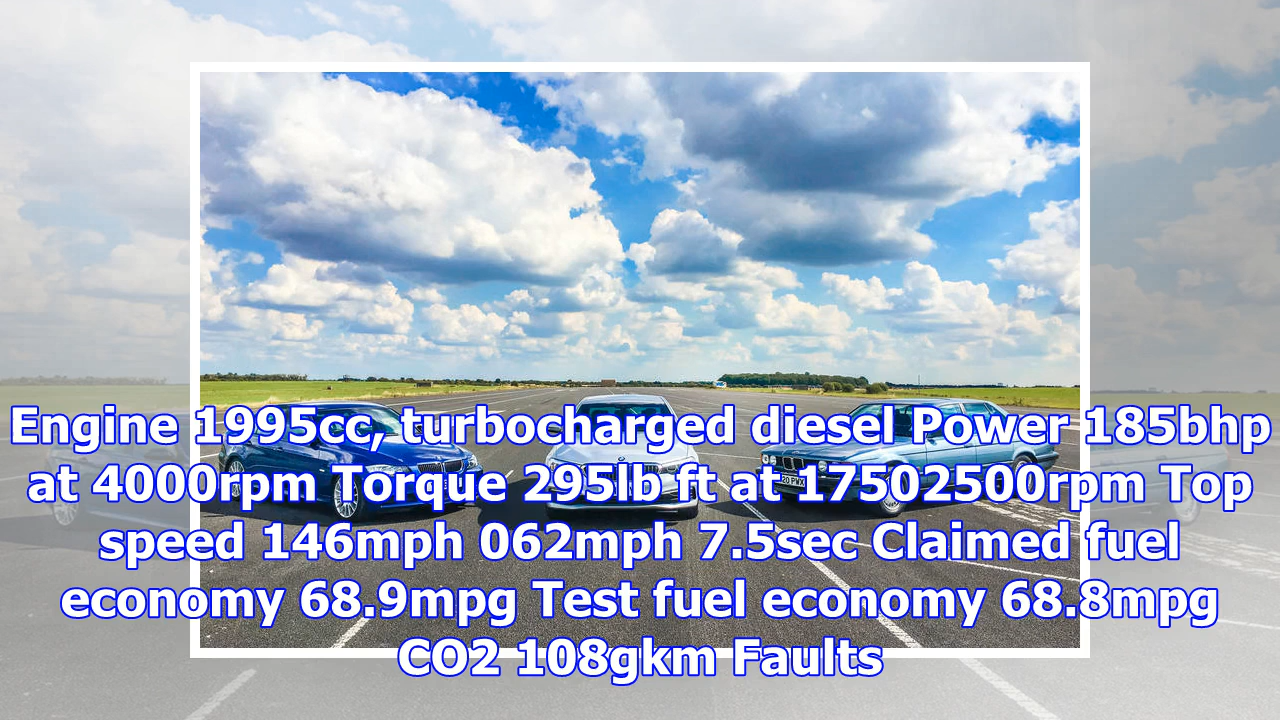 Engine 1995cc, turbocharged diesel Power 185bhp
at 4000rpm Torque 295lb ft at 17502500rpm Top
speed 146mph 062mph 7.5sec Claimed fuel
economy 68.9mpg Test fuel economy 68.8mpg
CO2 108gkm Faults